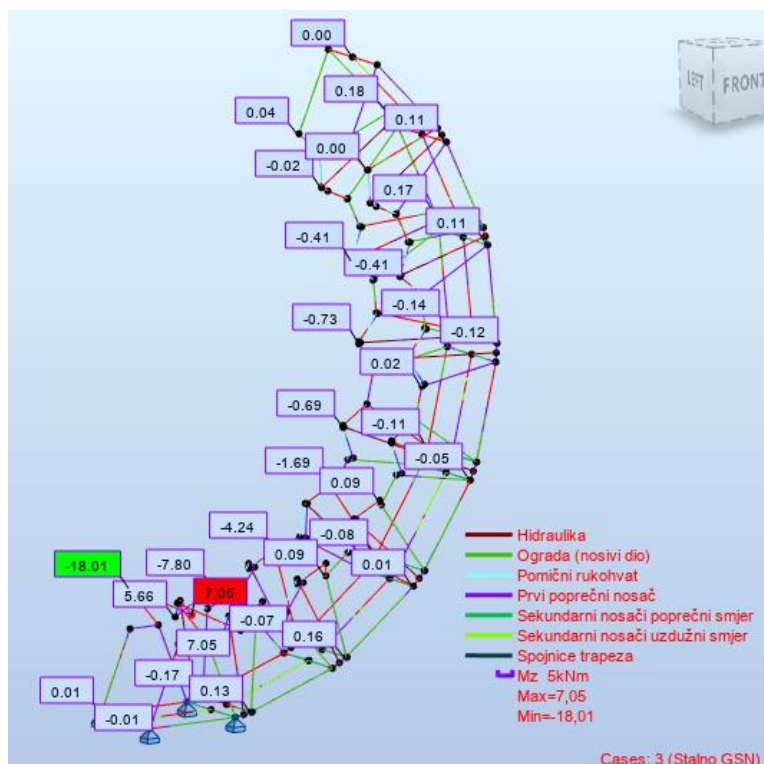 0.00
LEFT FRONT
0.18
0.04
0.11
0.00
-0.02
0.17
0.11
-0.41
-0.41
-0.14
-0.73
-0.12
0.02
-0.69
-0.11
-0.05
-1.69
0.09
-4.24
-0.08
Hidraulika
0.09
0.01
Ograda (nosivi dio)
-18.01
-7.80
Pomični rukohvat
5.66
7.05
Prvi poprečni nosač
-0.07
Sekundarni nosači poprečni smjer
0.16
Sekundarni nosači uzdužni smjer
7.05
Spojnice trapeza
-0.17
Mz 5kNm
0.01
0.13
Max=7,05
-0.01
Min=-18,01
Cases: 3 (Stalno GSN)